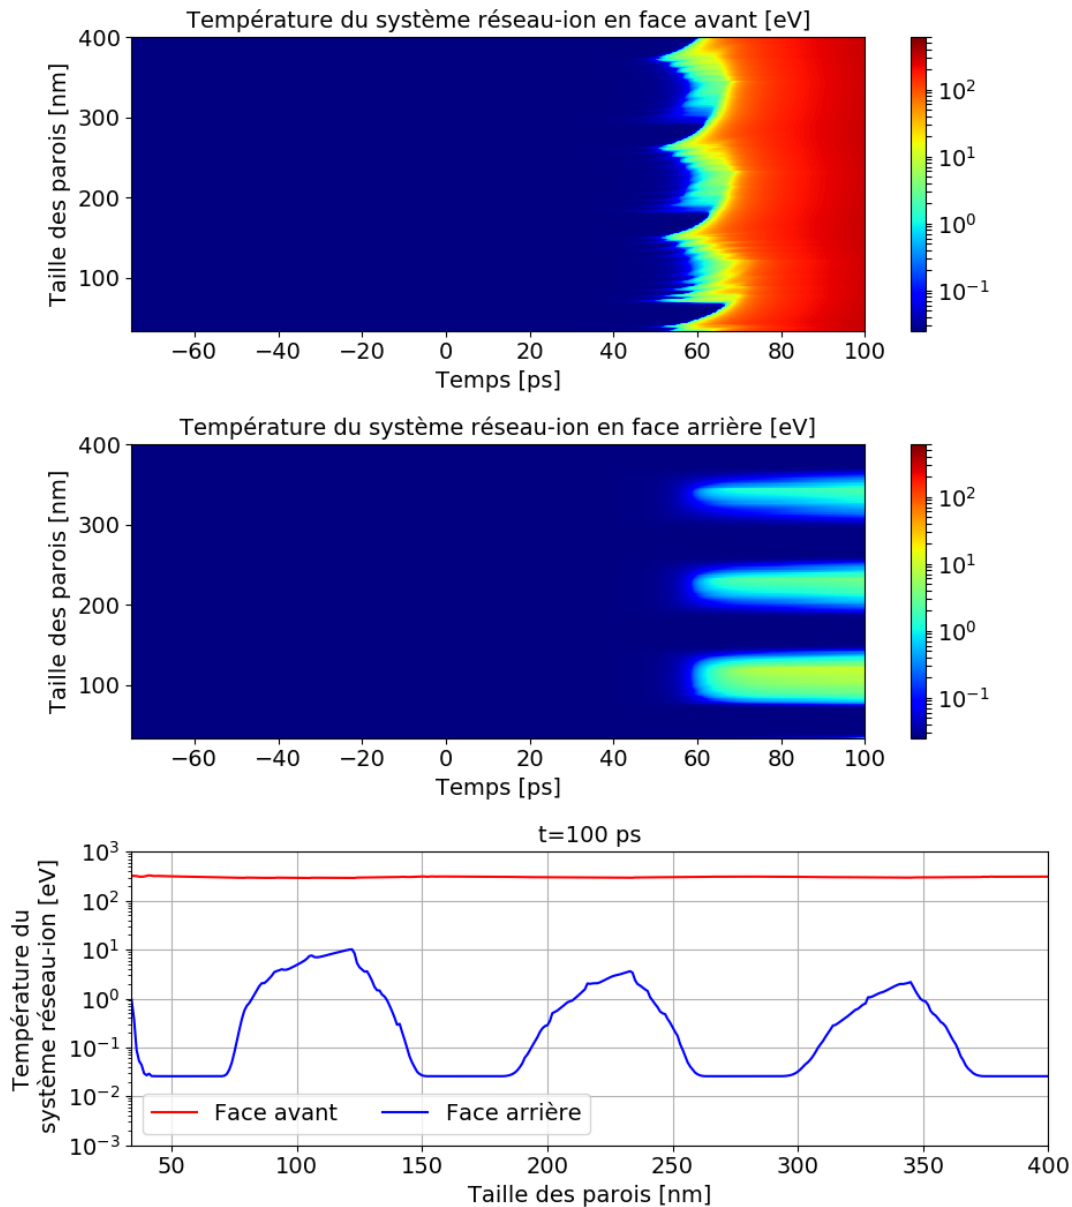 Température du système réseau-ion en face avant [eV]
Taille des parois [nm]
400
300
200
100
−60 −40 −20 0 20 40 60 80 100
Temps [ps]
10²
10¹
10⁰
10⁻¹
Température du système réseau-ion en face arrière [eV]
Taille des parois [nm]
400
300
200
100
−60 −40 −20 0 20 40 60 80 100
Temps [ps]
10²
10¹
10⁰
10⁻¹
t=100 ps
Température du
système réseau-ion [eV]
10³
10²
10¹
10⁰
10⁻¹
10⁻²
10⁻³
Face avant Face arrière
50 100 150 200 250 300 350 400
Taille des parois [nm]